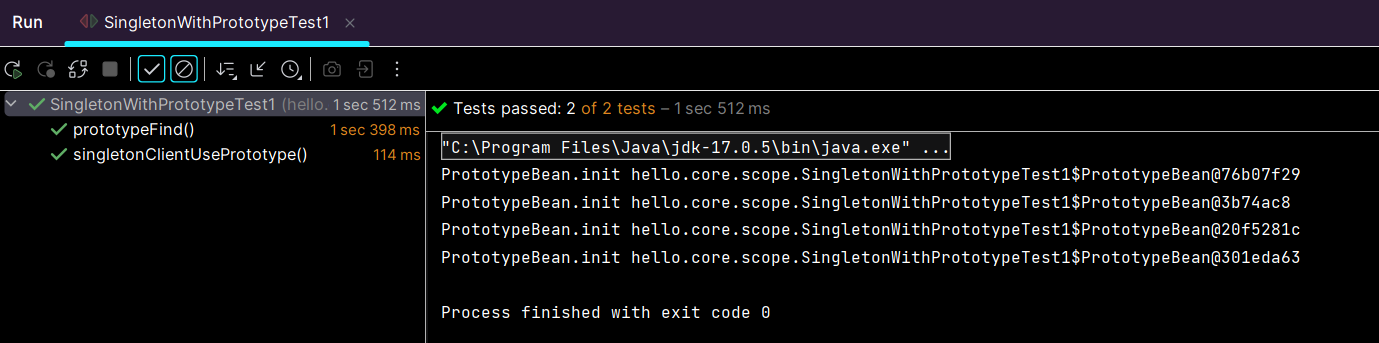 Run SingletonWithPrototypeTest1 ×
SingletonWithPrototypeTest1 (hello. 1 sec 512 ms
prototypeFind() 1 sec 398 ms
singletonClientUsePrototype() 114 ms
Tests passed: 2 of 2 tests – 1 sec 512 ms
"C:\Program Files\Java\jdk-17.0.5\bin\java.exe" ...
PrototypeBean.init hello.core.scope.SingletonWithPrototypeTest1$PrototypeBean@76b07f29
PrototypeBean.init hello.core.scope.SingletonWithPrototypeTest1$PrototypeBean@3b74ac8
PrototypeBean.init hello.core.scope.SingletonWithPrototypeTest1$PrototypeBean@20f5281c
PrototypeBean.init hello.core.scope.SingletonWithPrototypeTest1$PrototypeBean@301eda63
Process finished with exit code 0